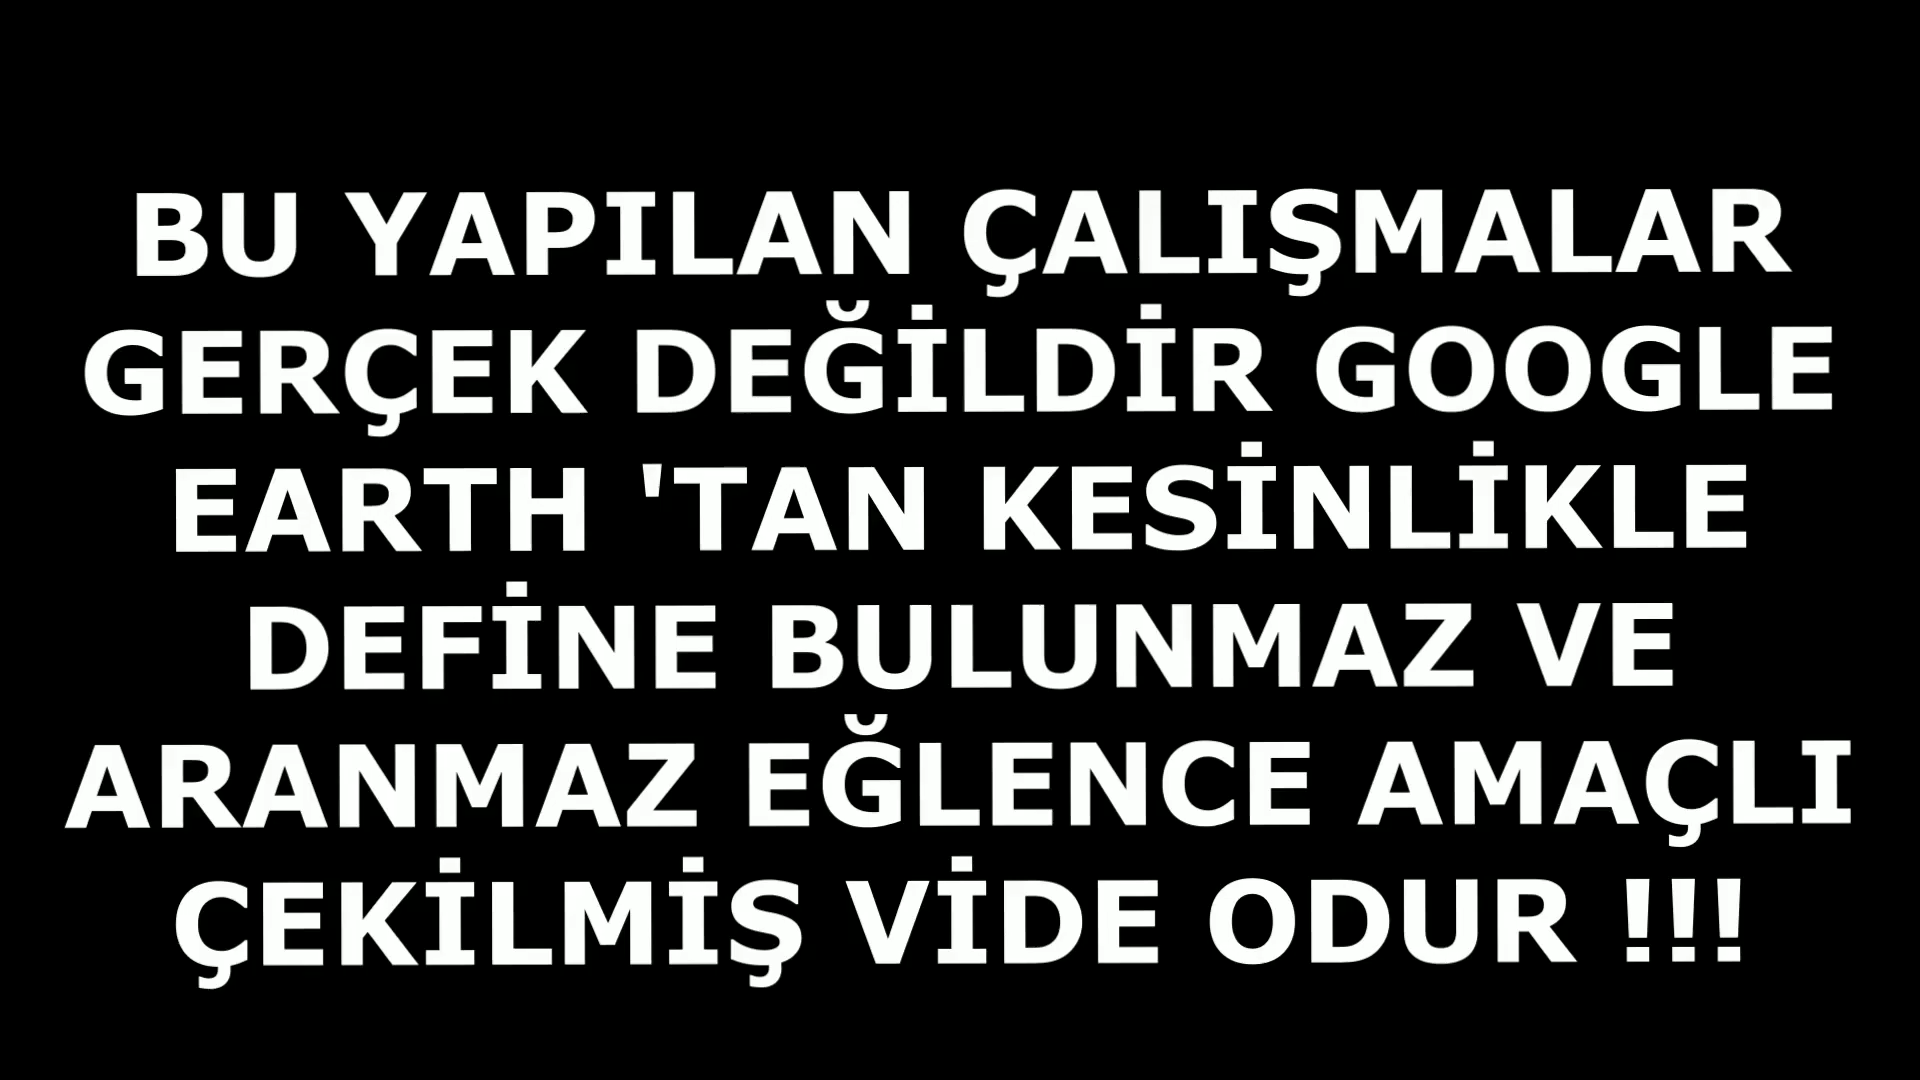 BU YAPILAN ÇALIŞMALAR
GERÇEK DEĞİLDİR GOOGLE
EARTH 'TAN KESİNLİKLE
DEFİNE BULUNMAZ VE
ARANMAZ EĞLENCE AMAÇLI
ÇEKİLMİŞ VİDE ODUR !!!